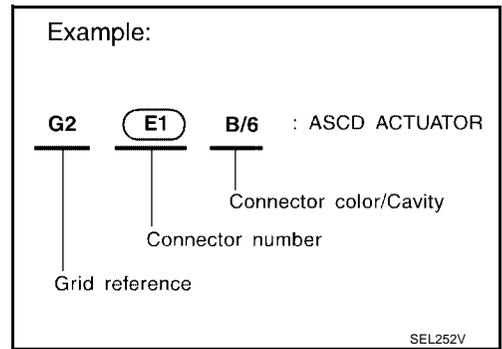 Example:
G2 E1 B/6 : ASCD ACTUATOR
Connector color/Cavity
Connector number
Grid reference
SEL252V